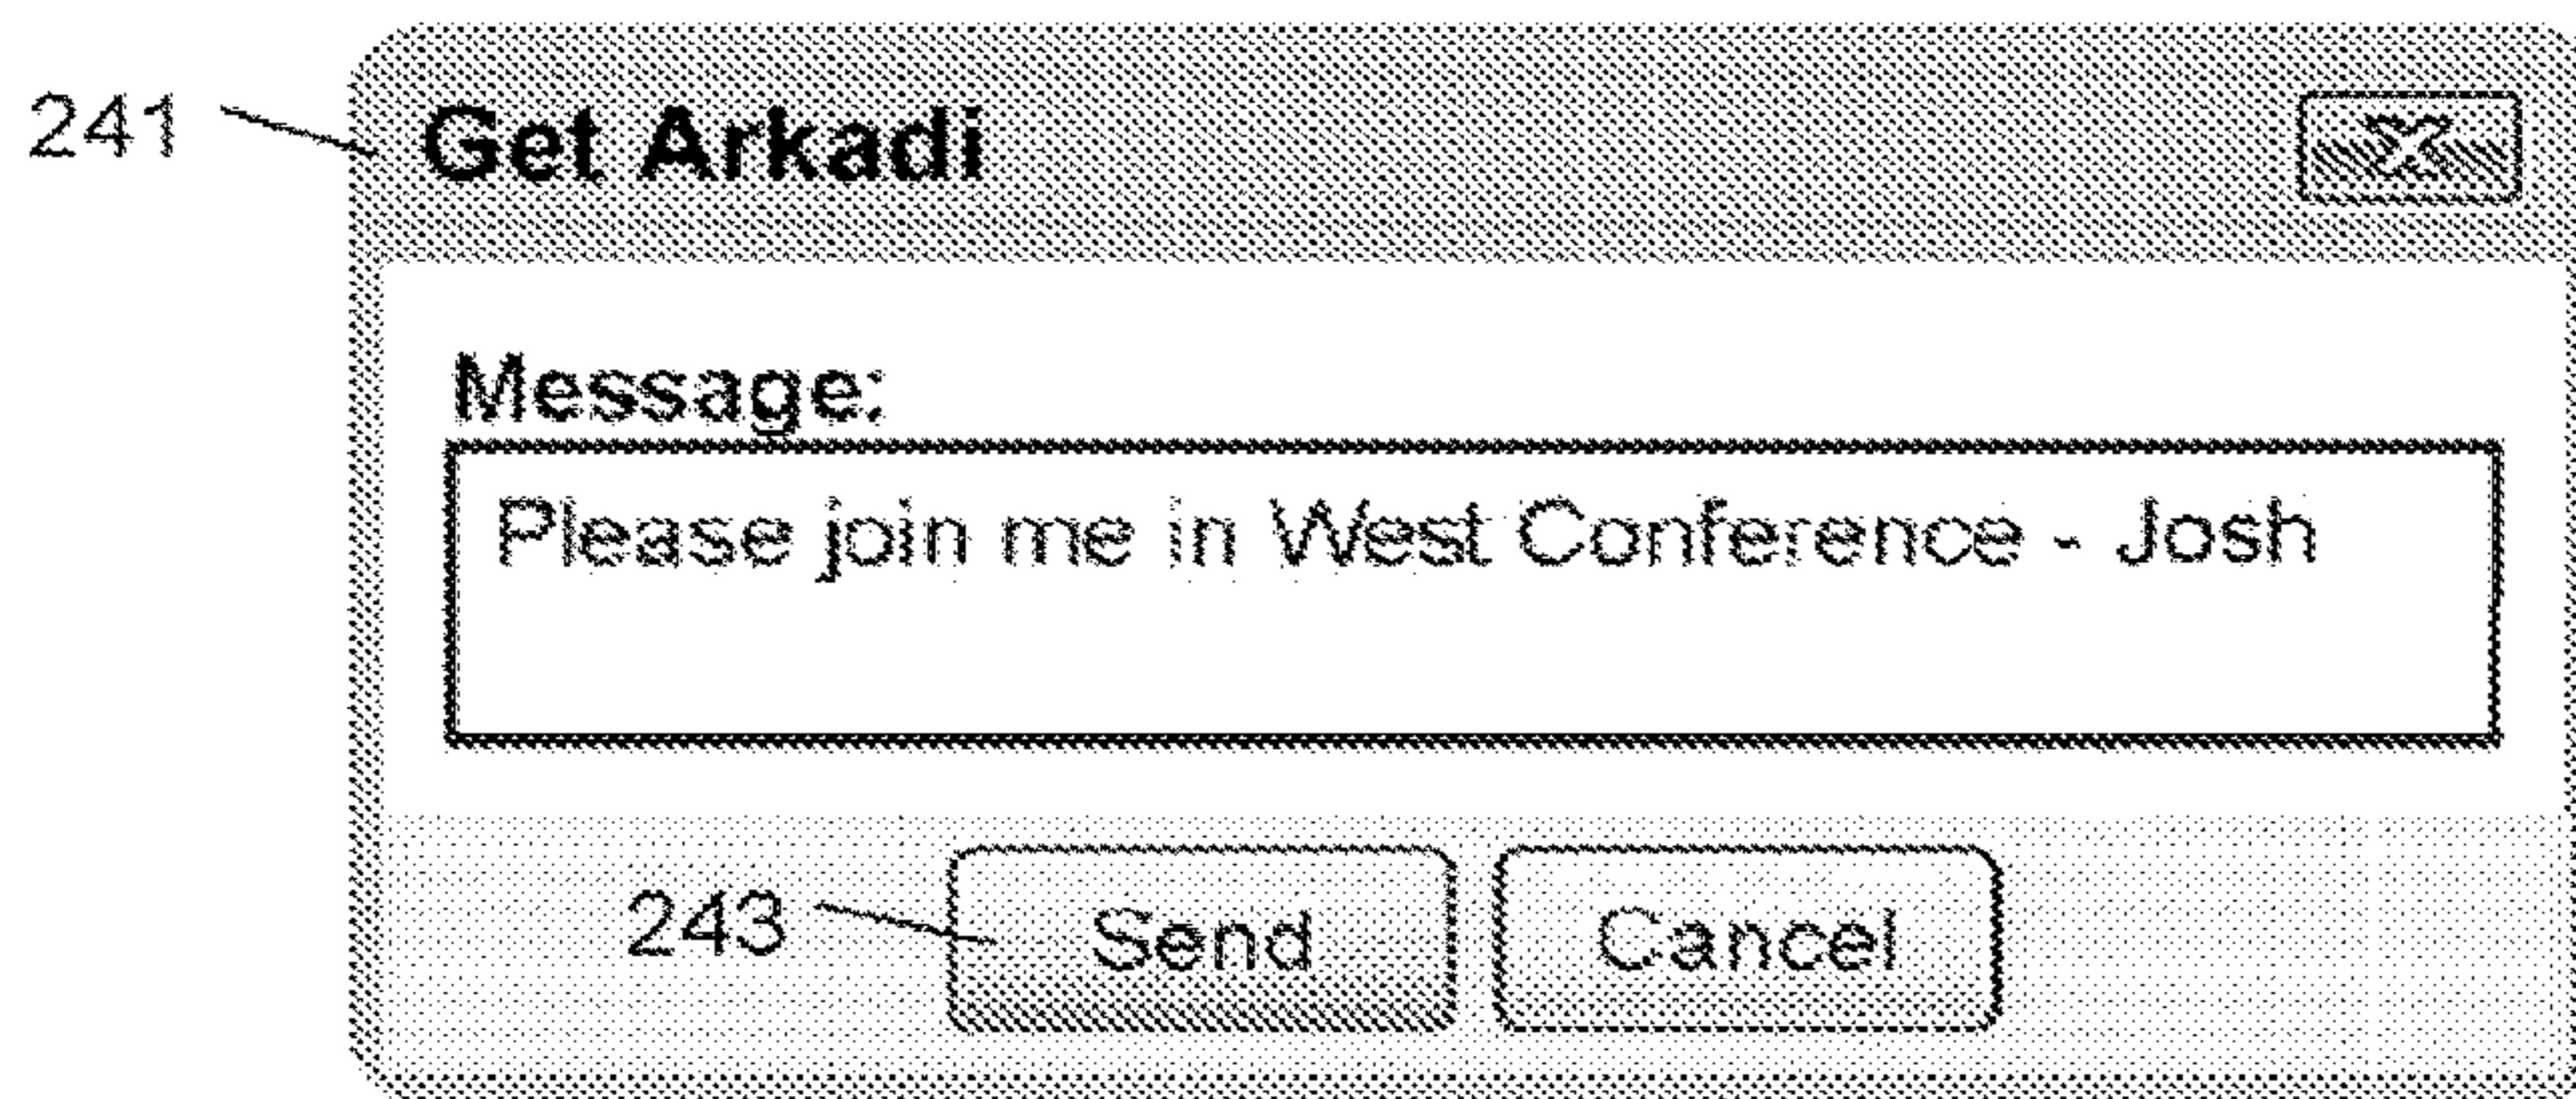 241
Get Arkadi
X
Message:
Please join me in West Conference - Josh
243
Send
Cancel